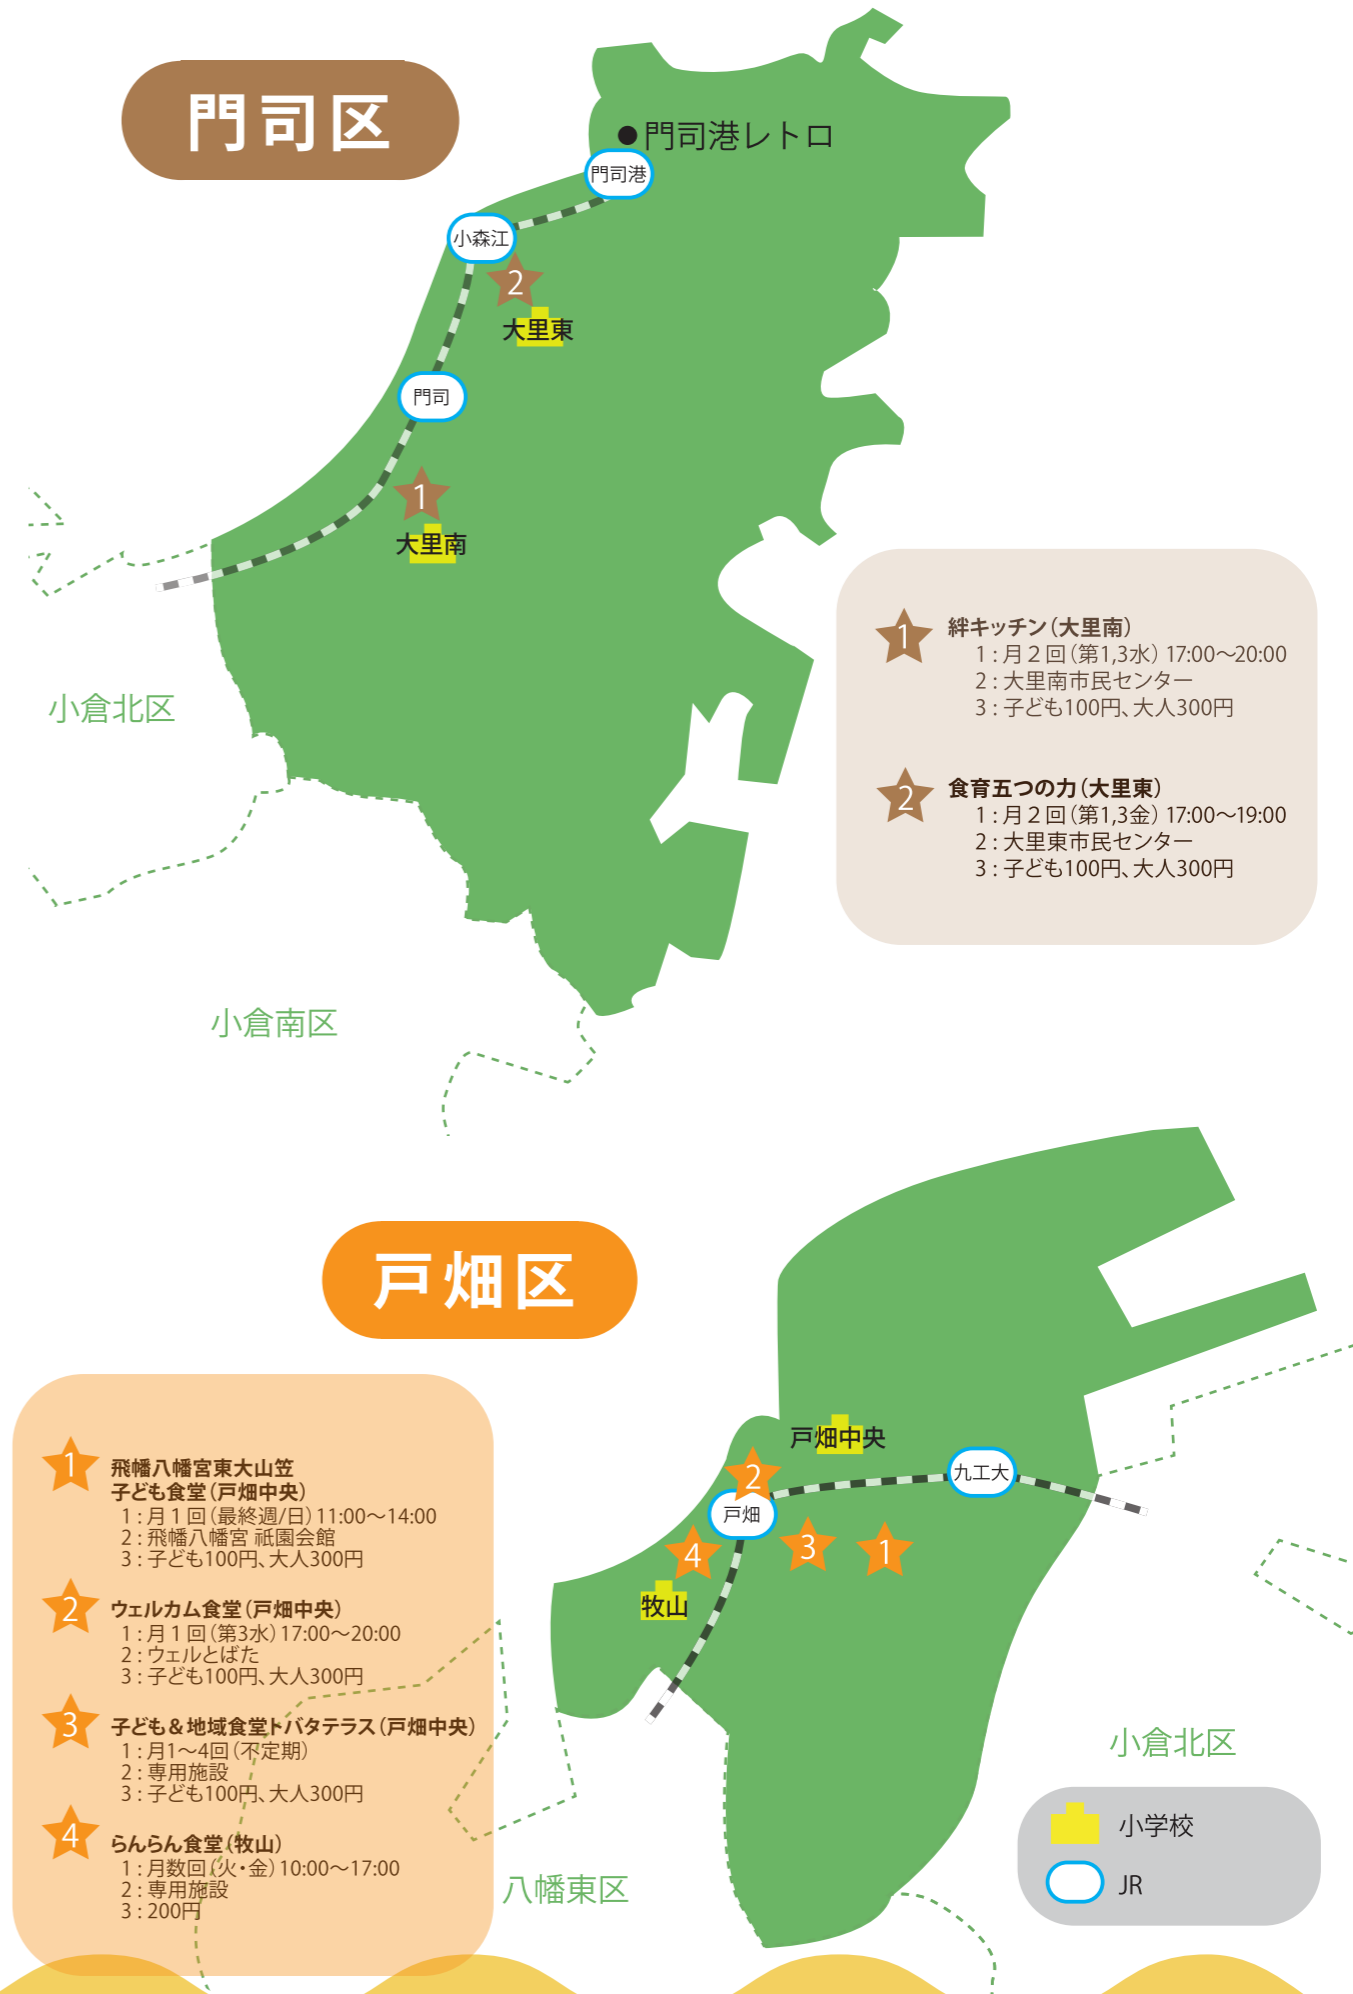 門司区
門司港レトロ
門司港
小森江
2
大里東
門司
1
大里南
小倉北区
小倉南区
1
絆キッチン（大里南）
1：月２回（第1,3水）17:00～20:00
2：大里南市民センター
3：子ども100円、大人300円
2
食育五つの力（大里東）
1：月２回（第1,3金）17:00～19:00
2：大里東市民センター
3：子ども100円、大人300円
戸畑区
戸畑中央
2
九工大
戸畑
4
3
1
牧山
1
飛幡八幡宮東大山笠
子ども食堂（戸畑中央）
1：月１回（最終週/日）11:00～14:00
2：飛幡八幡宮 祇園会館
3：子ども100円、大人300円
2
ウェルカム食堂（戸畑中央）
1：月１回（第3水）17:00～20:00
2：ウェルとばた
3：子ども100円、大人300円
3
子ども＆地域食堂トバタテラス（戸畑中央）
1：月1～4回（不定期）
2：専用施設
3：子ども100円、大人300円
4
らんらん食堂（牧山）
1：月数回（火・金）10:00～17:00
2：専用施設
3：200円
八幡東区
小倉北区
小学校
JR